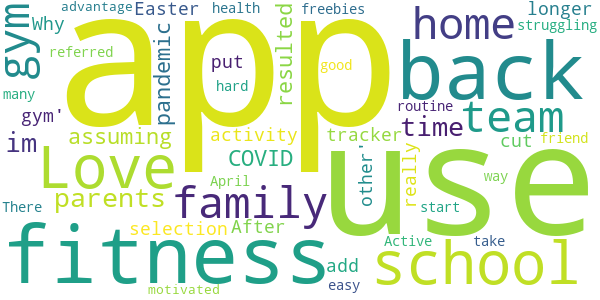 advantage
Easter
health
freebies
longer
Why
struggling
gym
app
pandemic
resulted
home
back
referred
put
good
many
hard
routine
gym'
team
time
assuming
activity
tracker
cut
friend
im
Love
COVID
other'
really
way
parents
April
family
use
start
There
selection
After
Active
take
fitness
add
school
easy
motivated